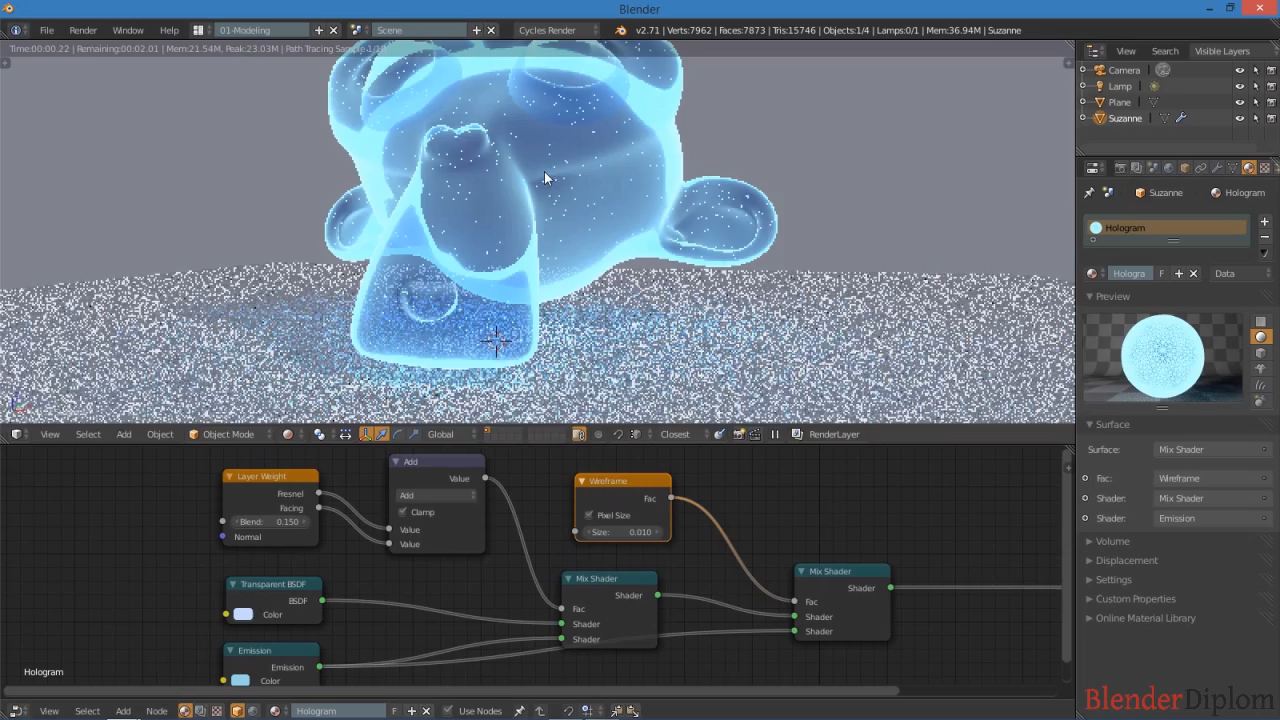 Blender
File Render Window Help 01-Modeling Scene Cycles Render v2.71 | Verts:7962 | Faces:7873 | Tris:15746 | Objects:1/4 | Lamps:0/1 | Mem:36.94M | Suzanne
Time:00:00.22 | Remaining:00:02.01 | Mem:21.54M, Peak:23.03M | Path Tracing Sample
View Search Visible Layers
Camera
Lamp
Plane
Suzanne
Suzanne Hologram
Hologram
Hologra F Data
Preview
Surface
Surface: Mix Shader
Fac: Wireframe
Shader: Mix Shader
Shader: Emission
Volume
Displacement
Settings
Custom Properties
Online Material Library
View Select Add Object Object Mode Global Closest RenderLayer
Layer Weight
Fresnel
Facing
Blend: 0.150
Normal
Add
Value
Add
Clamp
Value
Value
Wireframe
Fac
Pixel Size
Size: 0.010
Transparent BSDF
BSDF
Color
Emission
Emission
Color
Mix Shader
Shader
Fac
Shader
Shader
Mix Shader
Shader
Fac
Shader
Shader
Hologram
View Select Add Node Hologram F Use Nodes
BlenderDiplom